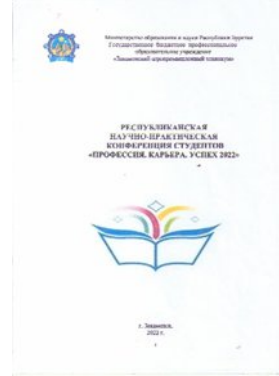 Министерство образования и науки Республики Бурятия
Государственное бюджетное профессиональное
образовательное учреждение
«Закаменский агропромышленный техникум»
РЕСПУБЛИКАНСКАЯ
НАУЧНО-ПРАКТИЧЕСКАЯ
КОНФЕРЕНЦИЯ СТУДЕНТОВ
«ПРОФЕССИЯ. КАРЬЕРА. УСПЕХ 2022»
г. Закаменск,
2022 г.